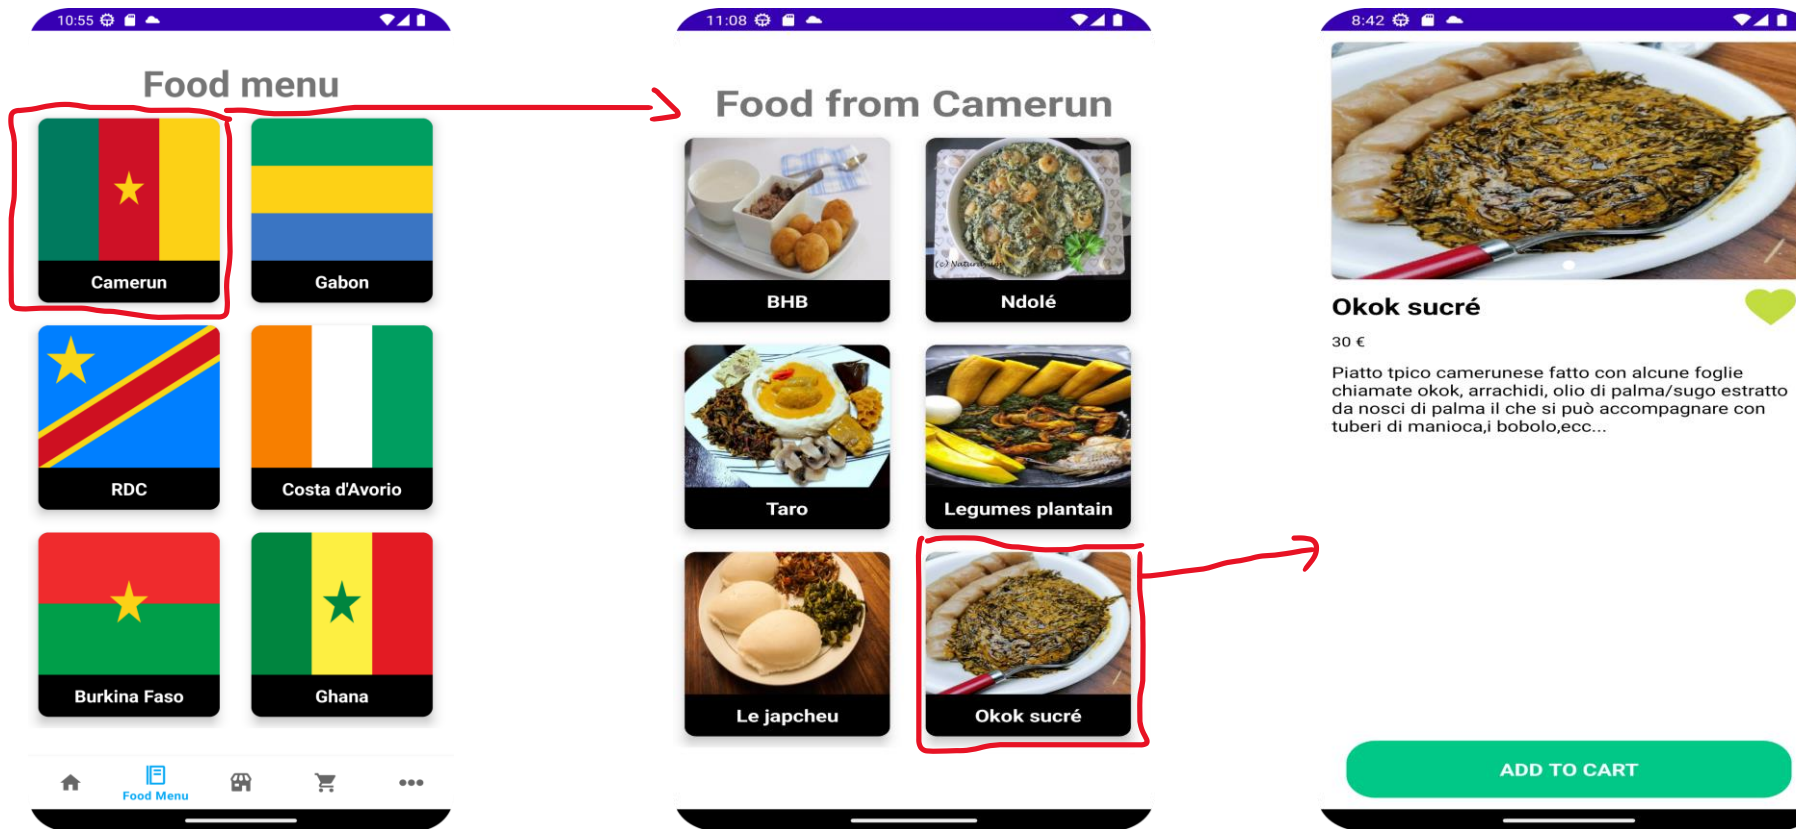 10:55
Food menu
Camerun
Gabon
RDC
Costa d'Avorio
Burkina Faso
Ghana
Food Menu
11:08
Food from Camerun
BHB
(c)
Ndolé
Taro
Legumes plantain
Le japcheu
Okok sucré
8:42
Okok sucré
30 €
Piatto tpico camerunese fatto con alcune foglie
chiamate okok, arrachidi, olio di palma/sugo estratto
da nosci di palma il che si può accompagnare con
tuberi di manioca,i bobolo,ecc...
ADD TO CART